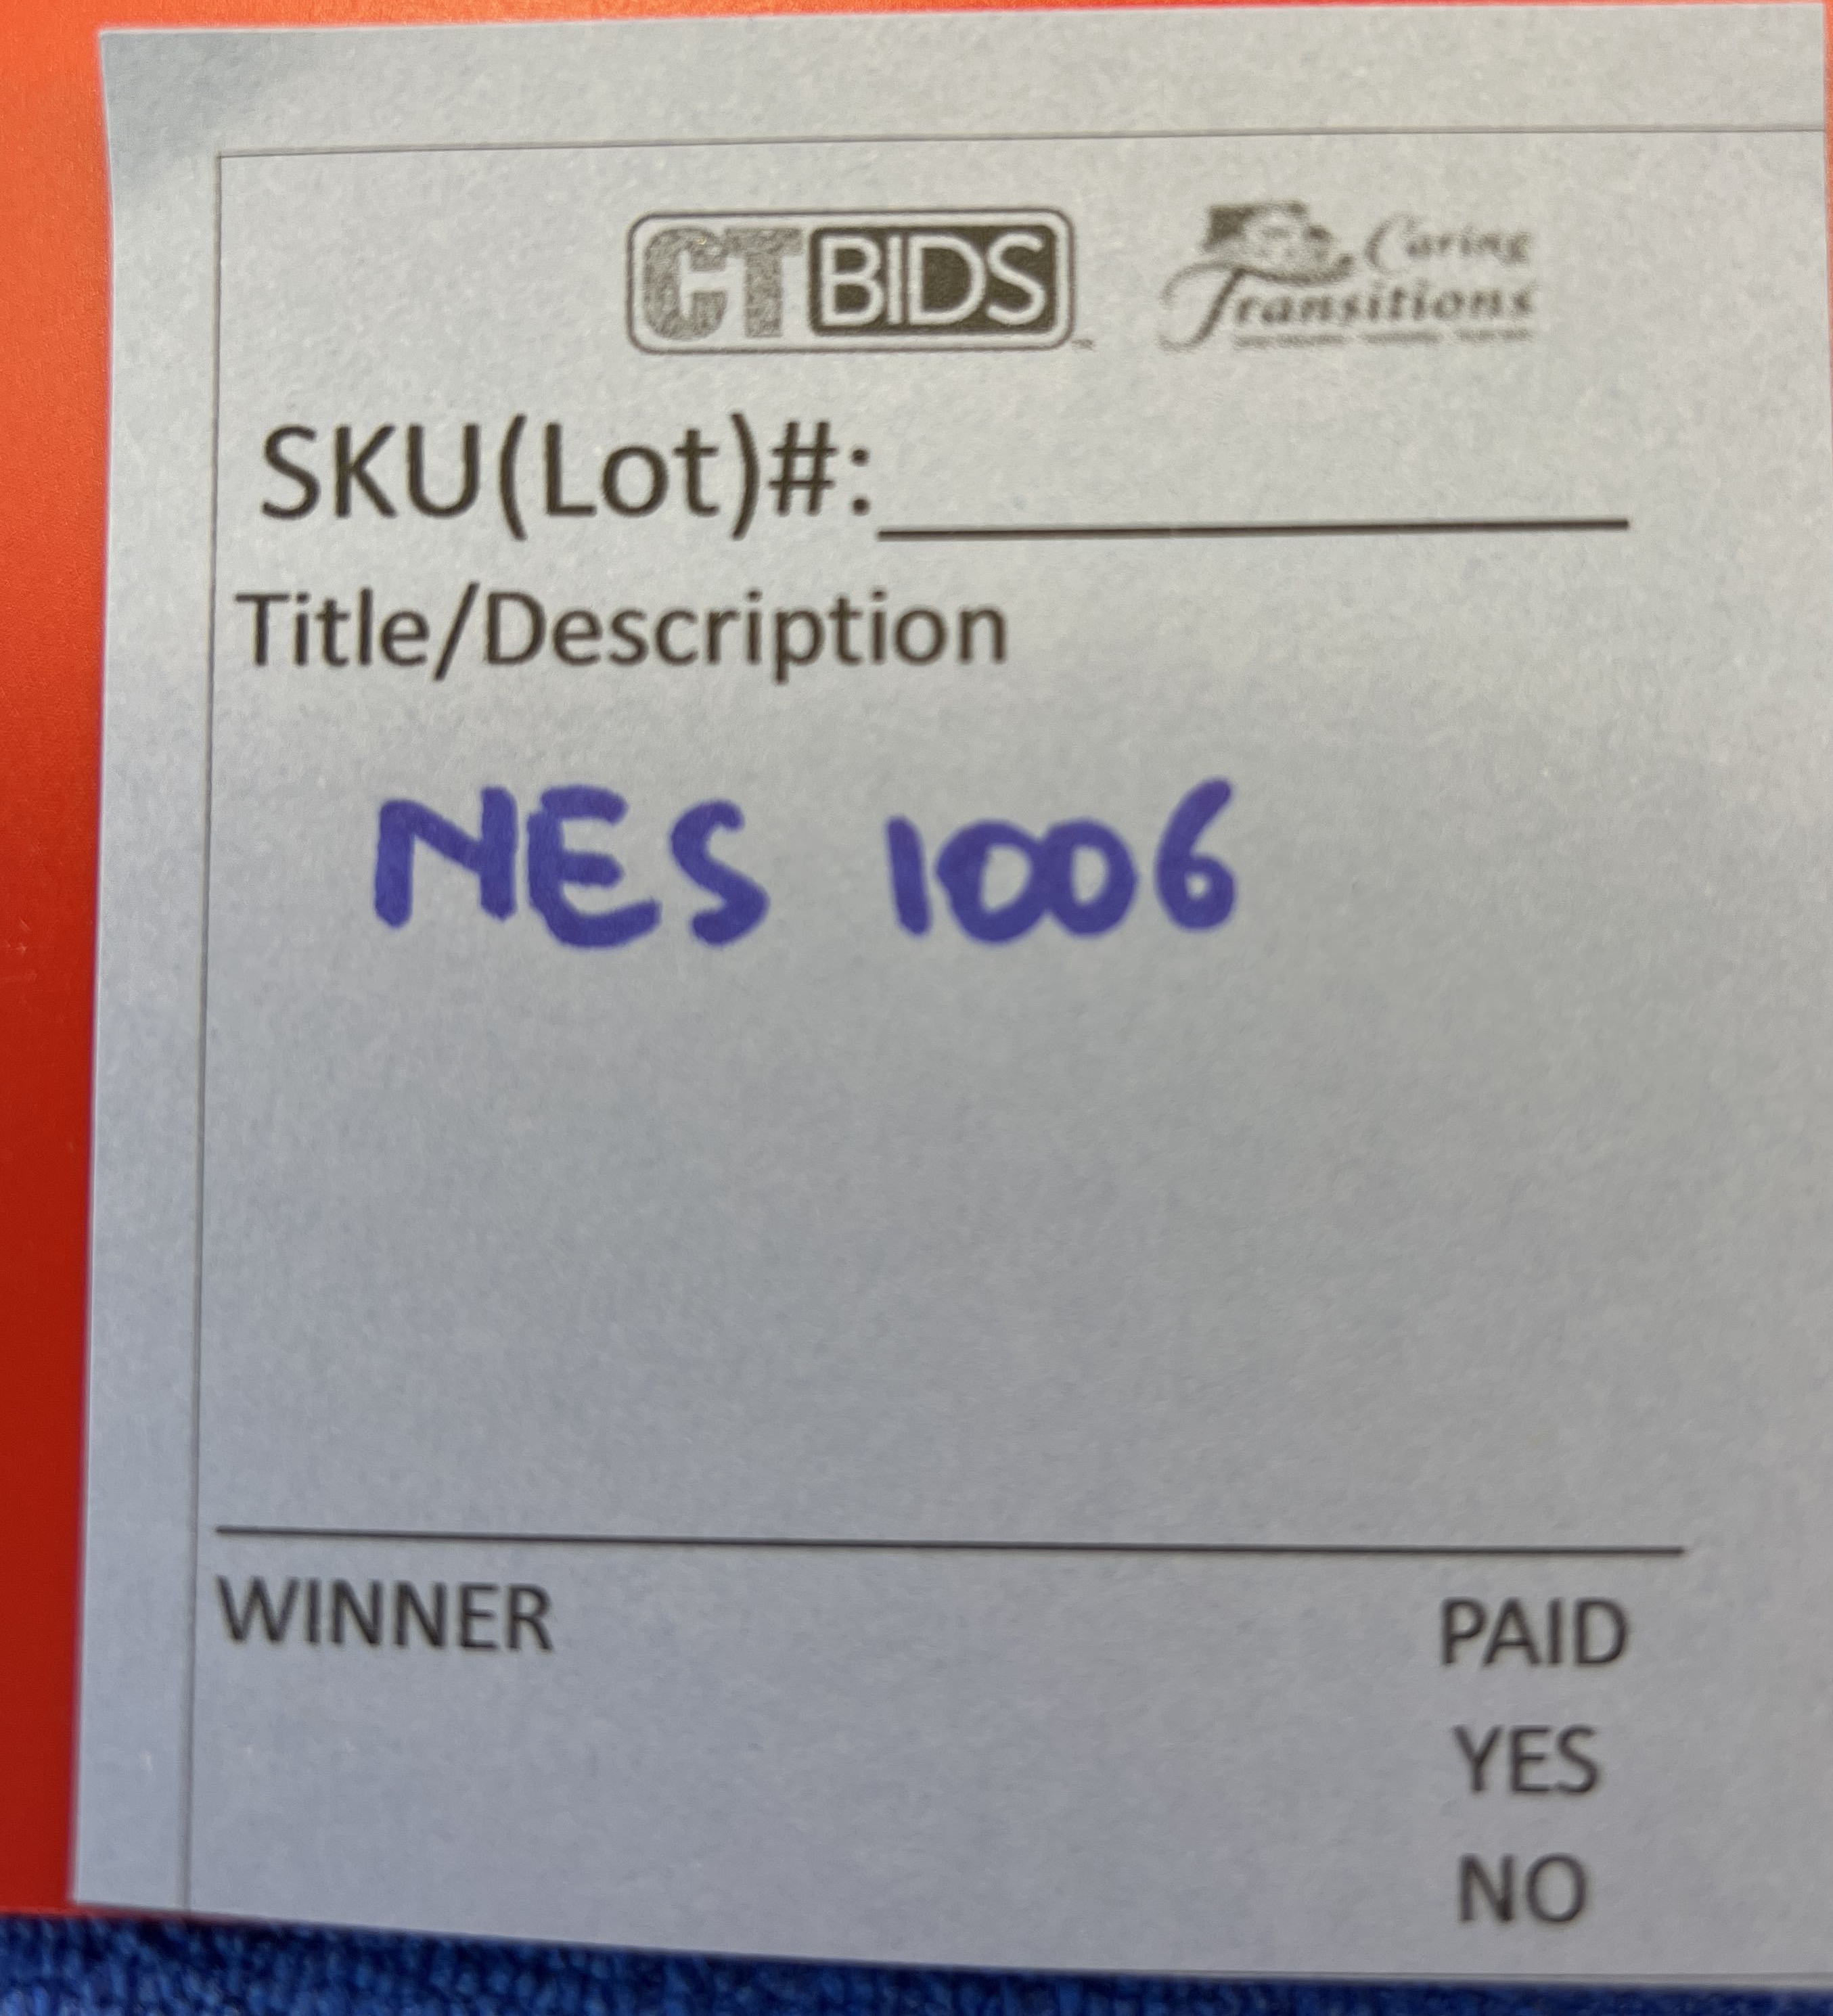 CTBIDS
Caring
Transitions
SKU(Lot)#:
Title/Description
NES 1006
WINNER PAID
YES
NO